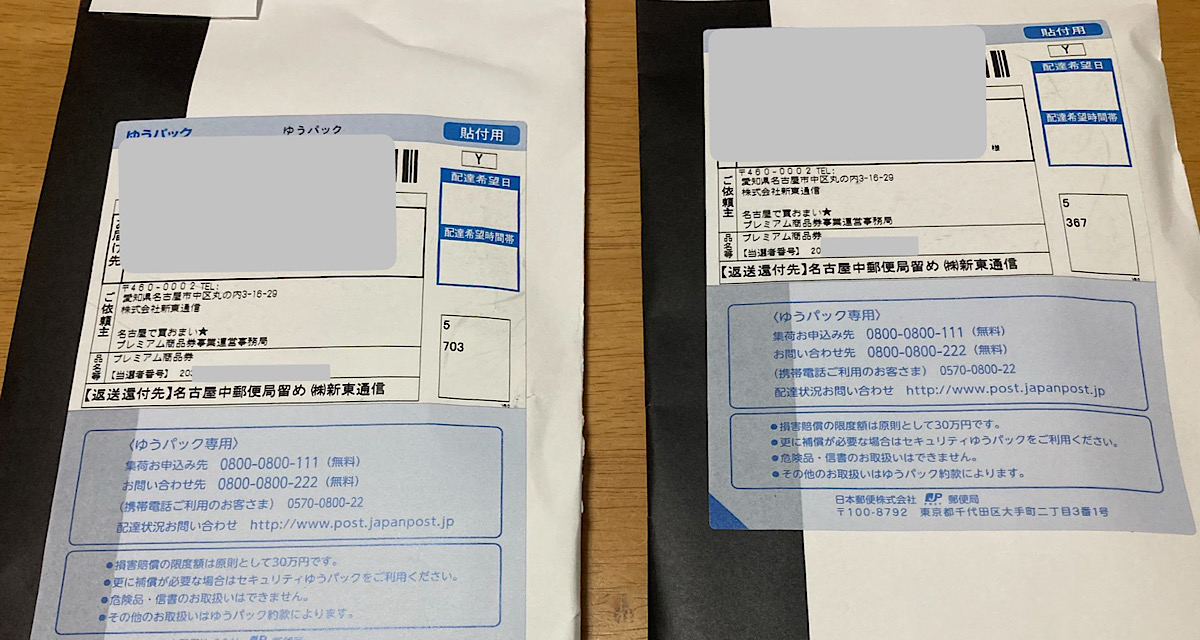 ゆうパック
ゆうパック
貼付用
Y
配達希望日
配達希望時間帯
ご依頼主
〒460-0002 TEL:
愛知県名古屋市中区丸の内3-16-29
株式会社新東通信
名古屋で買おまい★
プレミアム商品券事業運営事務局
品名等
プレミアム商品券
【当選者番号】 20
【返送還付先】名古屋中郵便局留め ㈱新東通信
5
703
〈ゆうパック専用〉
集荷お申込み先 0800-0800-111（無料）
お問い合わせ先 0800-0800-222（無料）
（携帯電話ご利用のお客さま） 0570-0800-22
配達状況お問い合わせ http://www.post.japanpost.jp
●損害賠償の限度額は原則として30万円です。
●更に補償が必要な場合はセキュリティゆうパックをご利用ください。
●危険品・信書のお取扱いはできません。
●その他のお取扱いはゆうパック約款によります。
貼付用
Y
配達希望日
配達希望時間帯
様
ご依頼主
〒460-0002 TEL:
愛知県名古屋市中区丸の内3-16-29
株式会社新東通信
名古屋で買おまい★
プレミアム商品券事業運営事務局
品名等
プレミアム商品券
【当選者番号】 20
【返送還付先】名古屋中郵便局留め ㈱新東通信
5
367
〈ゆうパック専用〉
集荷お申込み先 0800-0800-111（無料）
お問い合わせ先 0800-0800-222（無料）
（携帯電話ご利用のお客さま） 0570-0800-22
配達状況お問い合わせ http://www.post.japanpost.jp
●損害賠償の限度額は原則として30万円です。
●更に補償が必要な場合はセキュリティゆうパックをご利用ください。
●危険品・信書のお取扱いはできません。
●その他のお取扱いはゆうパック約款によります。
日本郵便株式会社 JP 郵便局
〒100-8792 東京都千代田区大手町二丁目3番1号